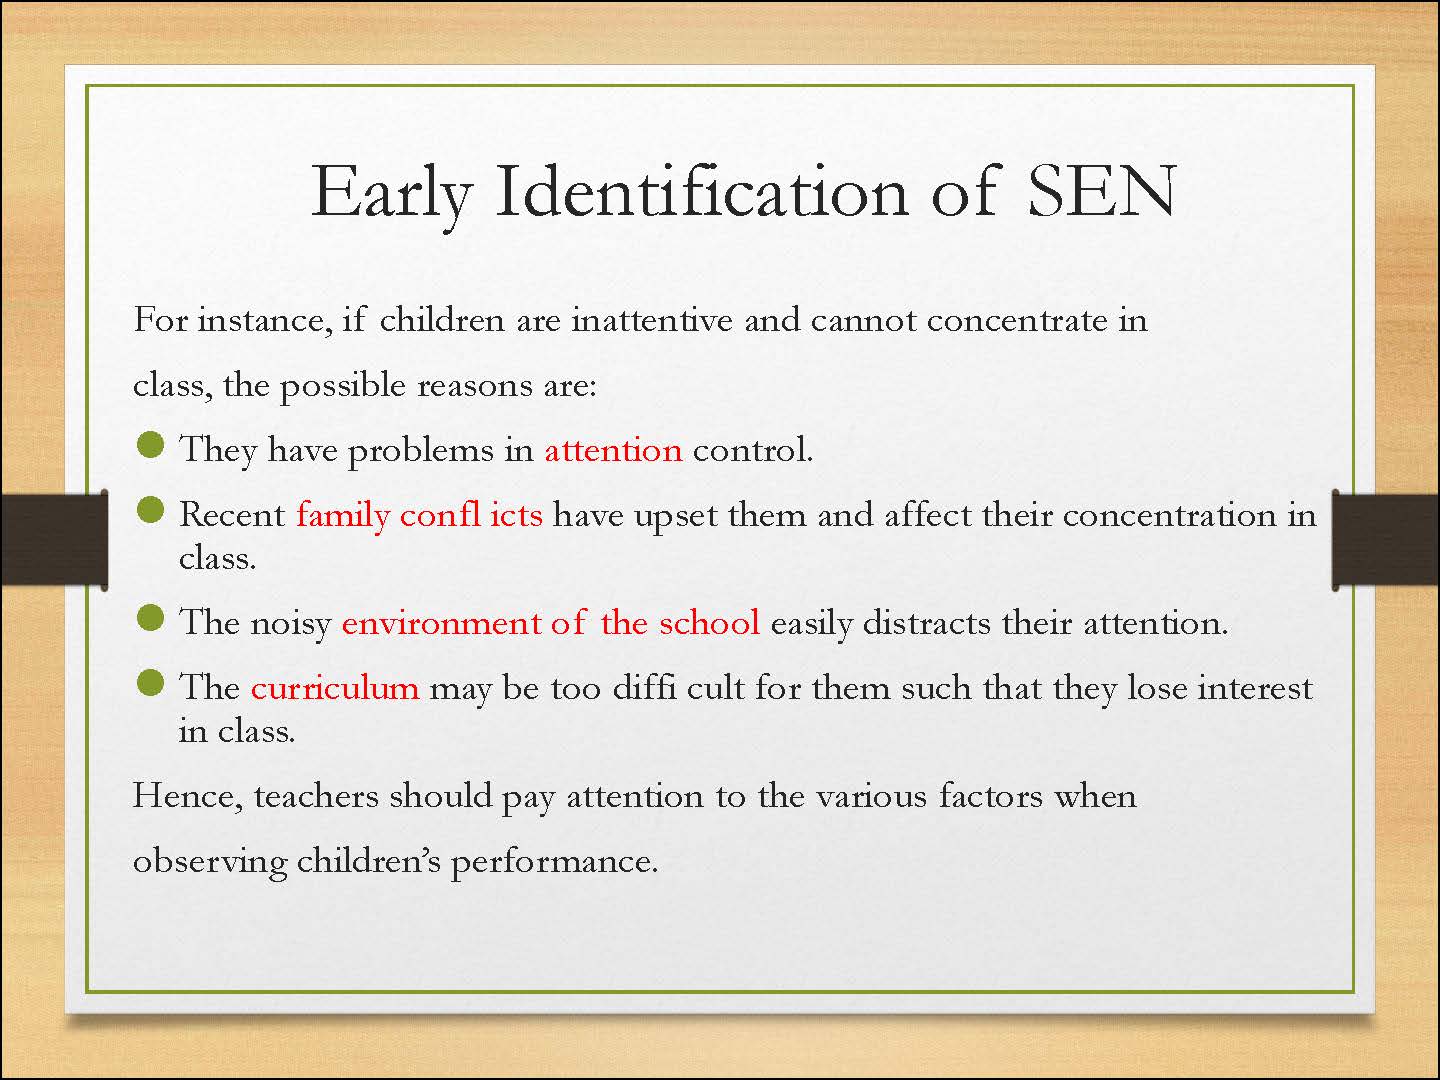 Early Identification of SEN
For instance, if children are inattentive and cannot concentrate in
class, the possible reasons are:
They have problems in attention control.
Recent family confl icts have upset them and affect their concentration in
class.
The noisy environment of the school easily distracts their attention.
The curriculum may be too diffi cult for them such that they lose interest
in class.
Hence, teachers should pay attention to the various factors when
observing children’s performance.